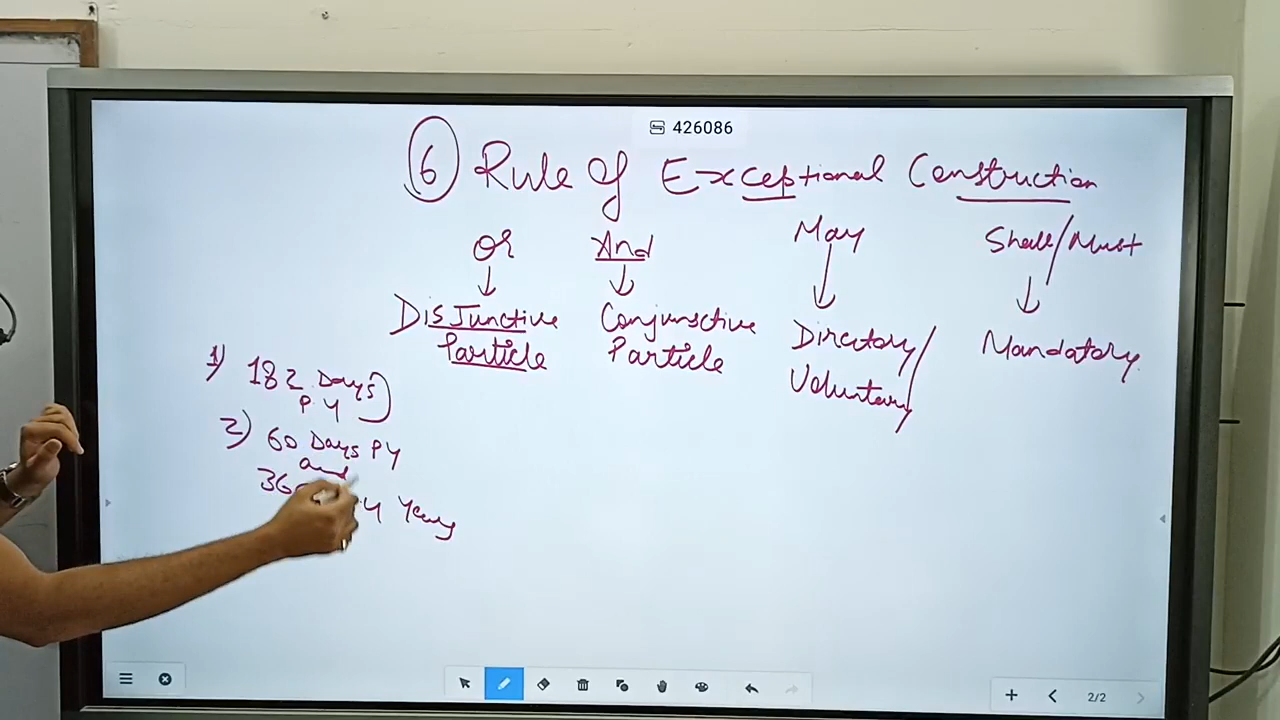 426086
6 Rule Of Exceptional Construction
Or And May Shall/Must
Disjunctive Particle
Conjunctive Particle
Directory/
Voluntary/
Mandatory.
1) 182 Days
P.Y
2) 60 Days PY
and
36 4 Years
2/2